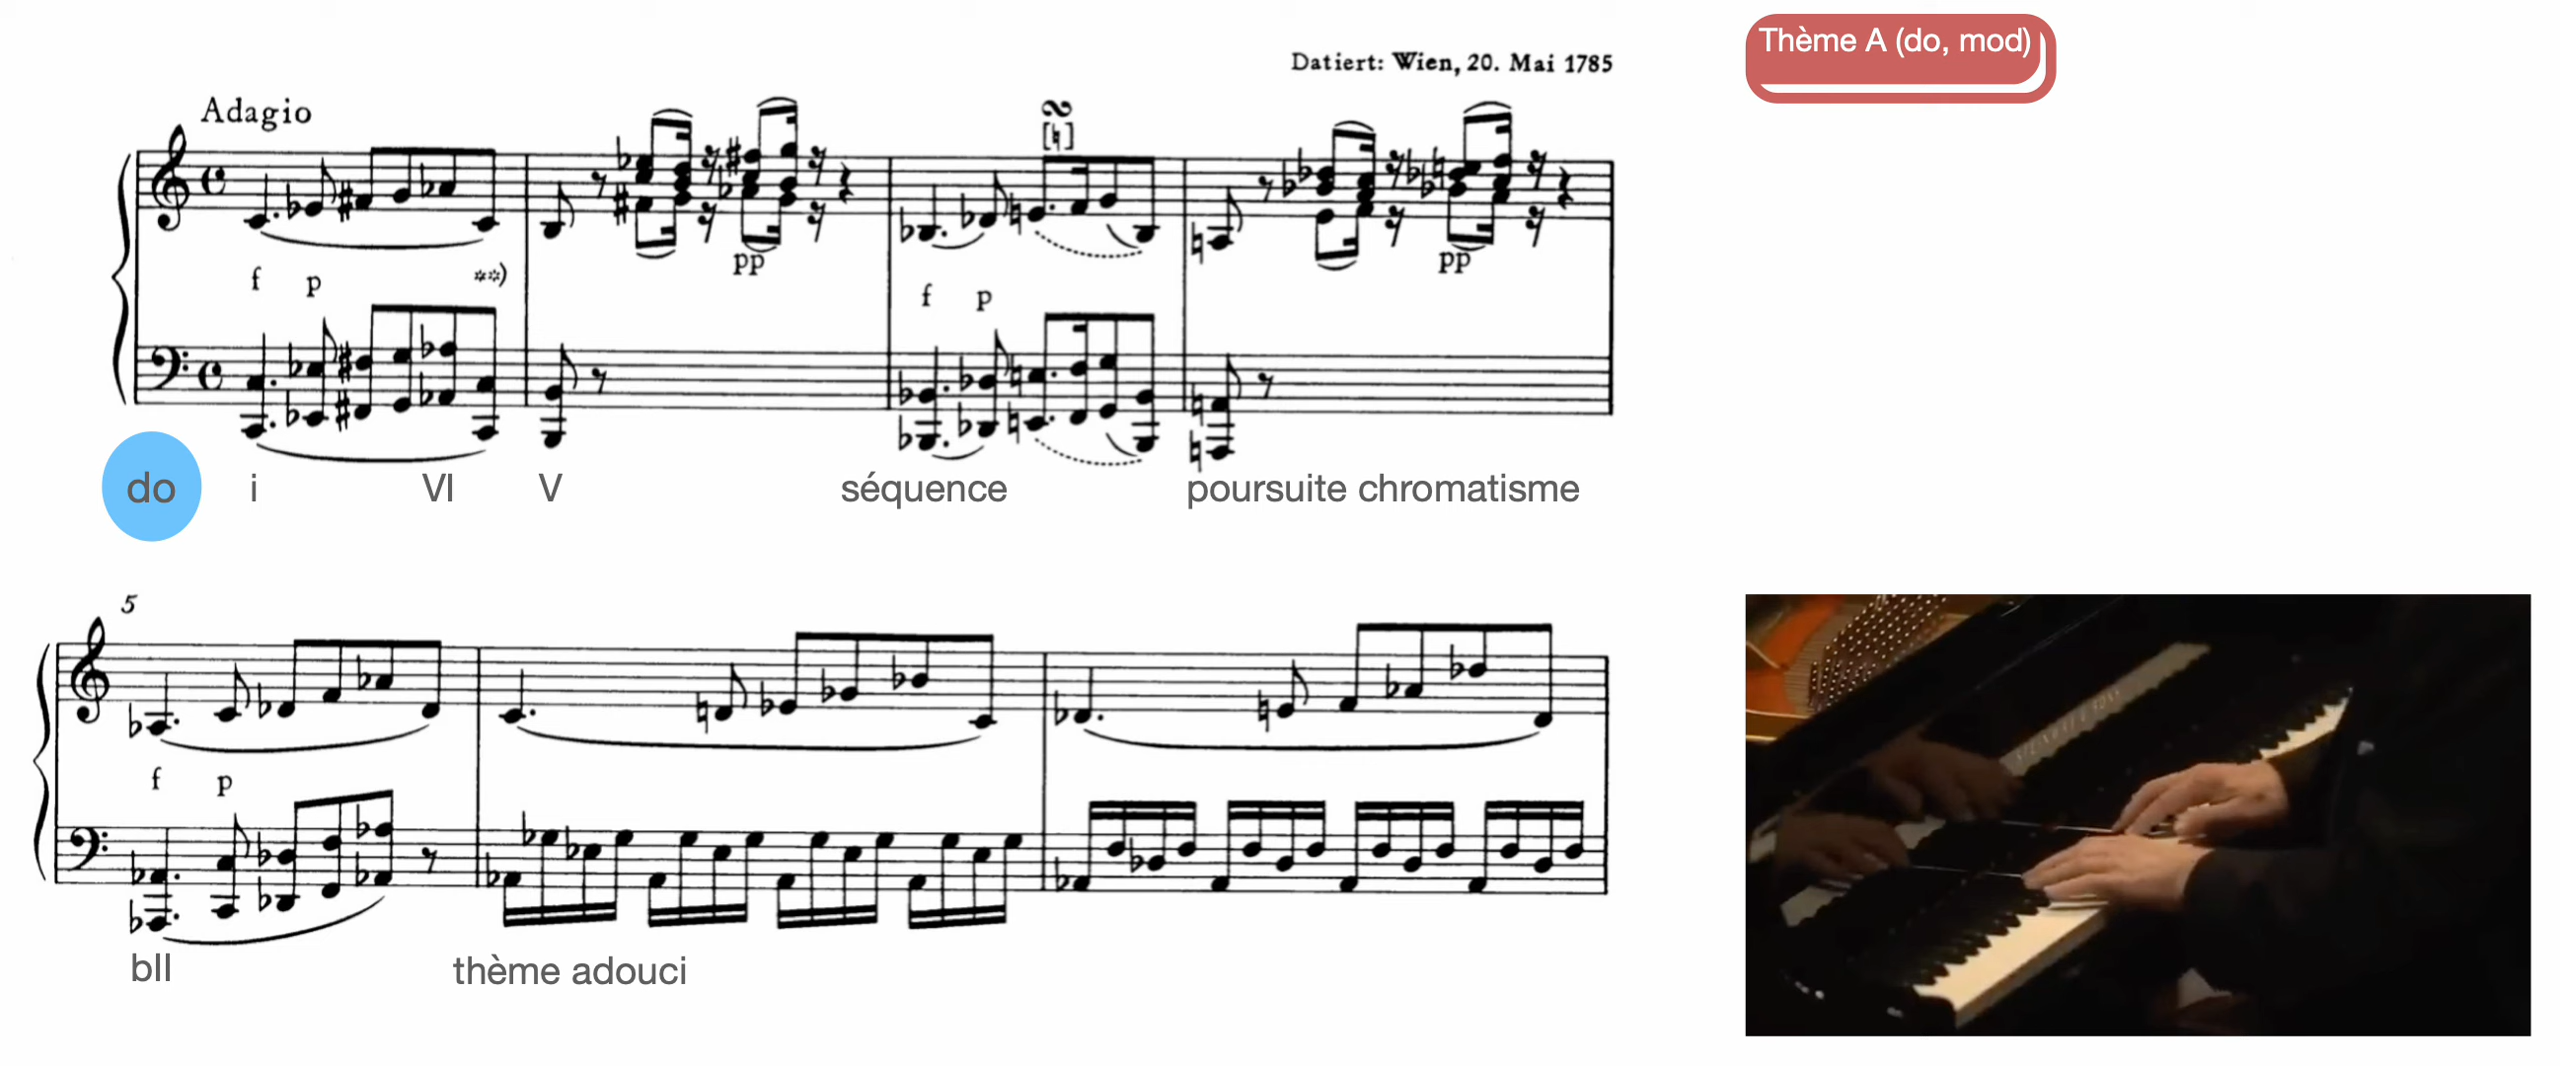 Thème A (do, mod)
Datiert: Wien, 20. Mai 1785
Adagio
[♮]
f p **) pp f p pp
do i VI V séquence poursuite chromatisme
5
f p
bII thème adouci